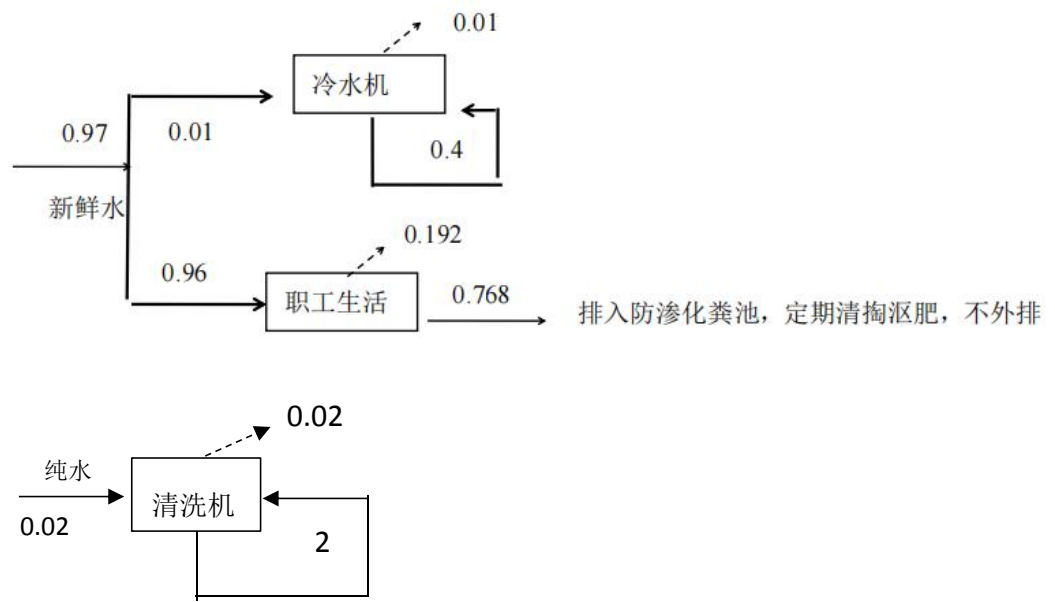 0.01
冷水机
0.97
0.01
0.4
新鲜水
0.192
0.96
职工生活
0.768
排入防渗化粪池，定期清掏沤肥，不外排
0.02
纯水
清洗机
0.02
2